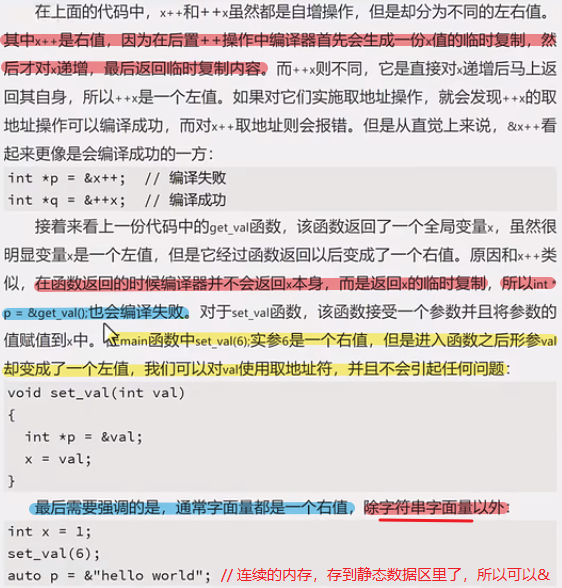 在上面的代码中，x++和++x虽然都是自增操作，但是却分为不同的左右值。
其中x++是右值，因为在后置++操作中编译器首先会生成一份x值的临时复制，然
后才对x递增，最后返回临时复制内容。而++x则不同，它是直接对x递增后马上返
回其自身，所以++x是一个左值。如果对它们实施取地址操作，就会发现++x的取
地址操作可以编译成功，而对x++取地址则会报错。但是从直觉上来说，&x++看
起来更像是会编译成功的一方：
int *p = &x++;  // 编译失败
int *q = &++x;  // 编译成功
接着来看上一份代码中的get_val函数，该函数返回了一个全局变量x，虽然很
明显变量x是一个左值，但是它经过函数返回以后变成了一个右值。原因和x++类
似，在函数返回的时候编译器并不会返回x本身，而是返回x的临时复制，所以int *
p = &get_val();也会编译失败。对于set_val函数，该函数接受一个参数并且将参数的
值赋值到x中。main函数中set_val(6);实参6是一个右值，但是进入函数之后形参val
却变成了一个左值，我们可以对val使用取地址符，并且不会引起任何问题：
void set_val(int val)
{
  int *p = &val;
  x = val;
}
最后需要强调的是，通常字面量都是一个右值，除字符串字面量以外：
int x = 1;
set_val(6);
auto p = &"hello world"; // 连续的内存，存到静态数据区里了，所以可以&